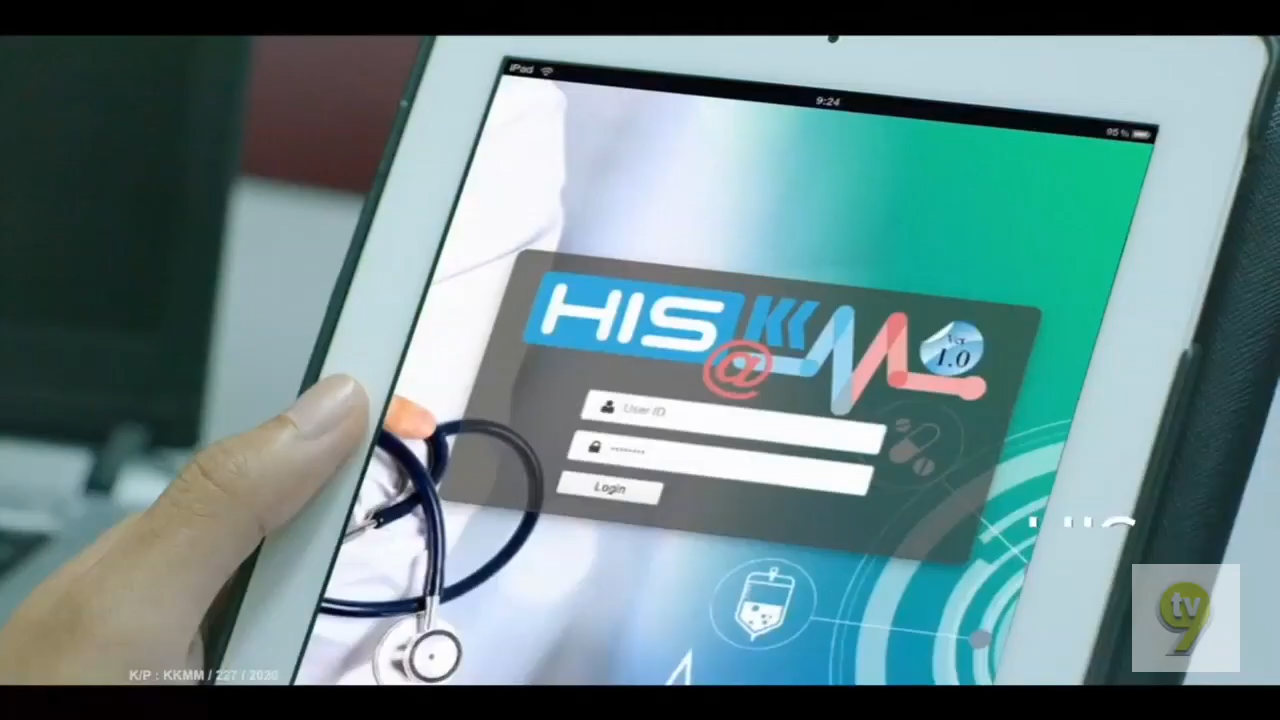 iPad
9:24
95 %
HIS@KKM
Ver.
1.0
User ID
Login
tv9
K/P : KKMM / 227 / 2020